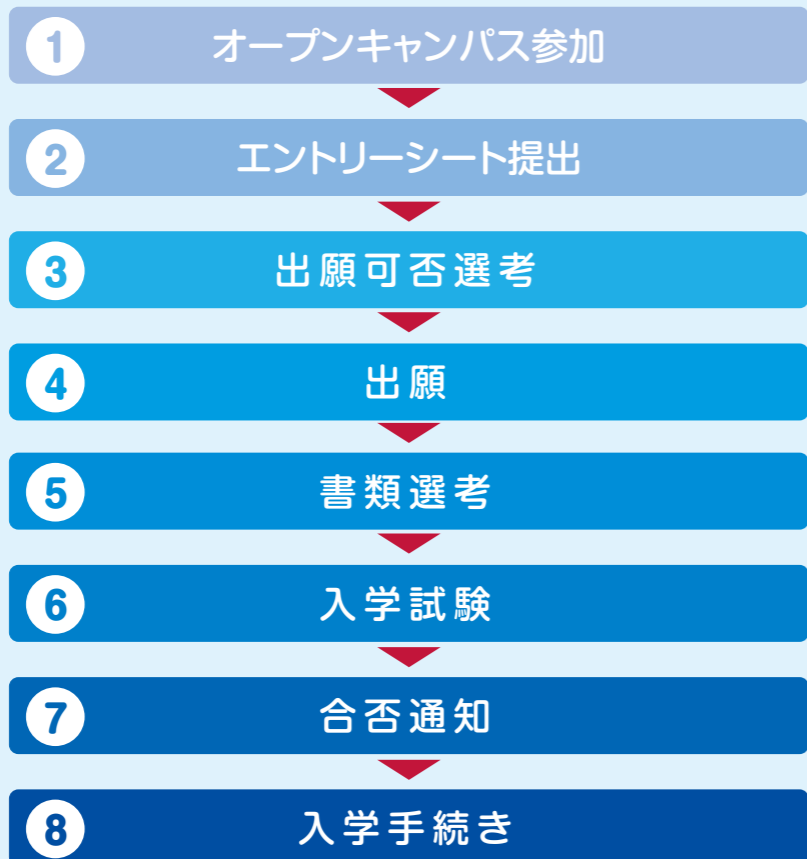 1 オープンキャンパス参加
2 エントリーシート提出
3 出願可否選考
4 出願
5 書類選考
6 入学試験
7 合否通知
8 入学手続き